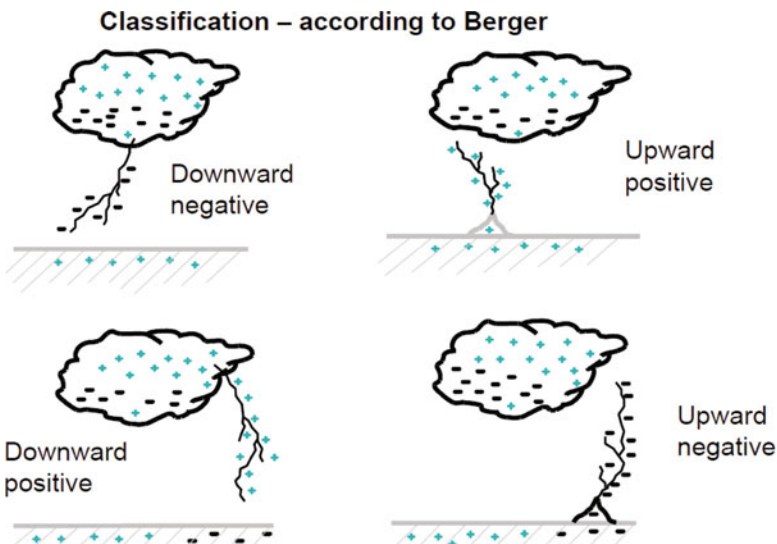 Classification – according to Berger
Downward
negative
Upward
positive
Downward
positive
Upward
negative